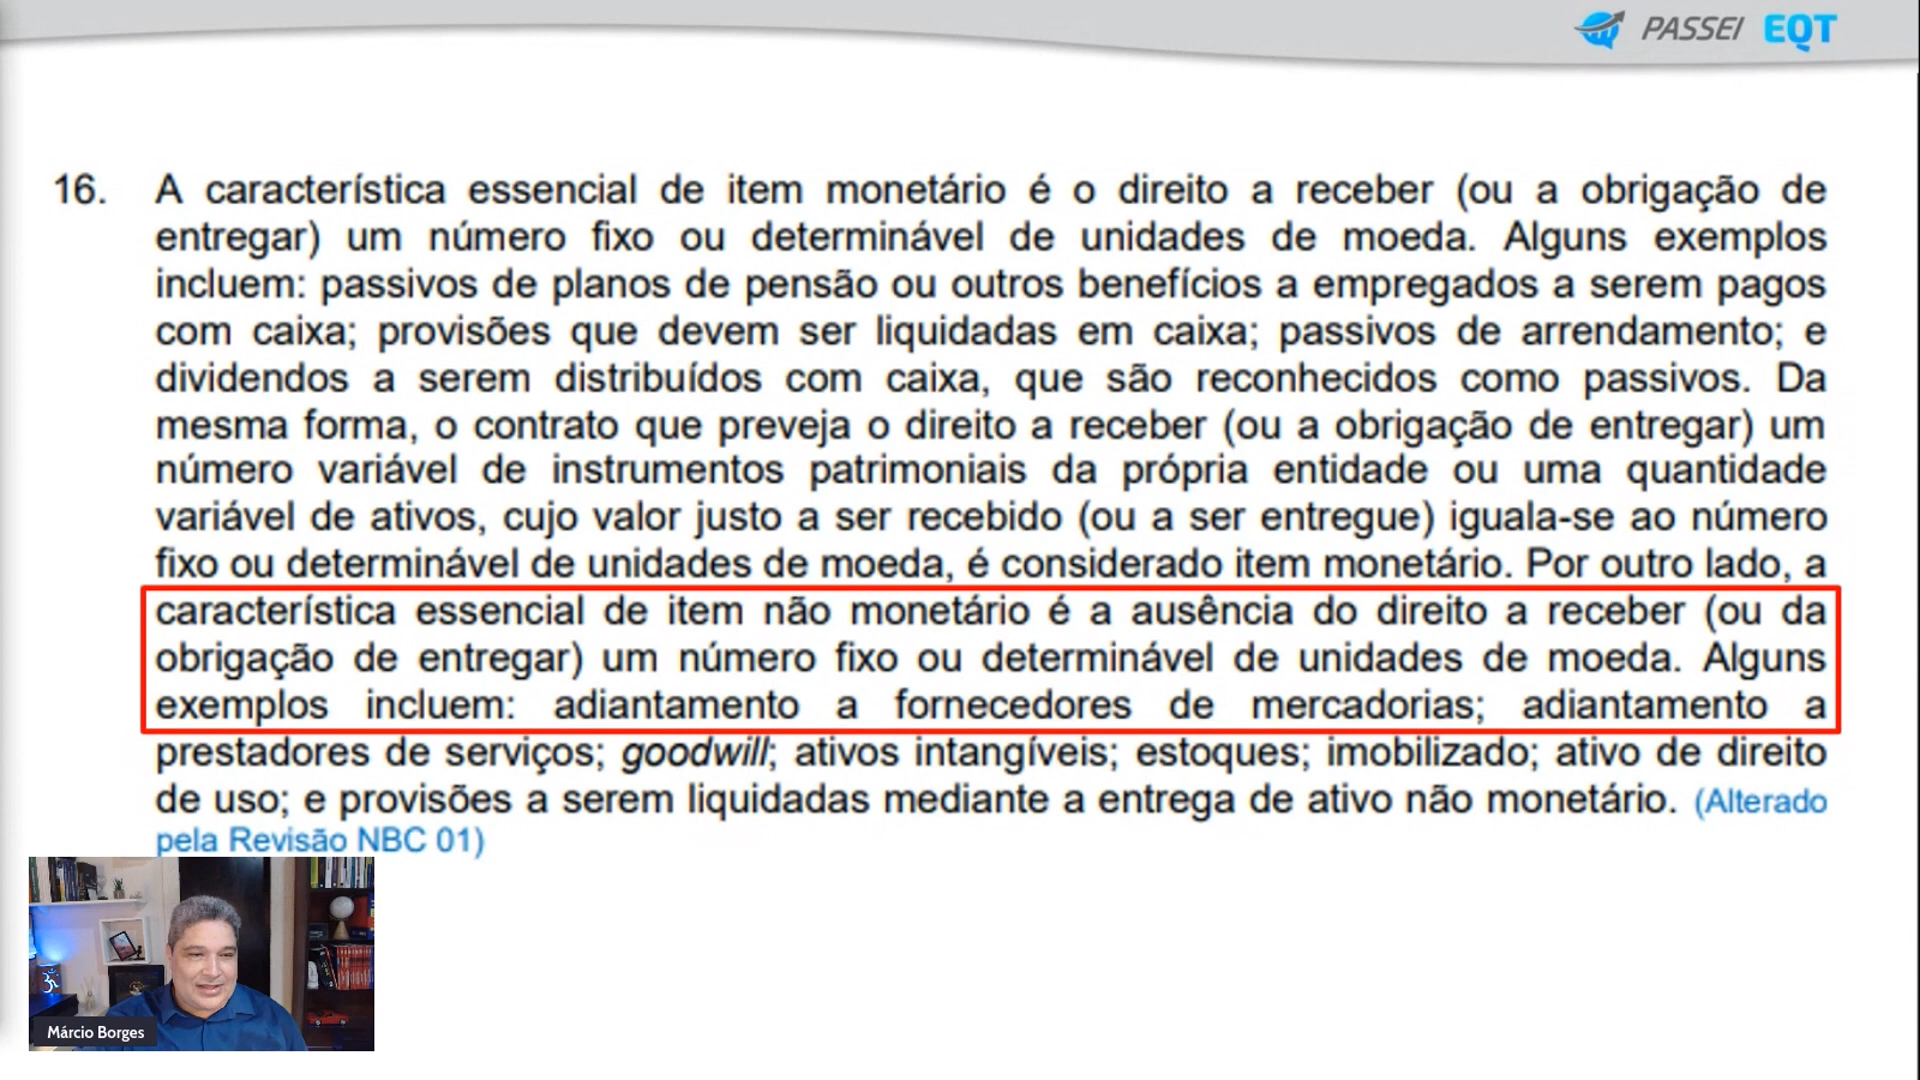 PASSEI EQT
16. A característica essencial de item monetário é o direito a receber (ou a obrigação de
entregar) um número fixo ou determinável de unidades de moeda. Alguns exemplos
incluem: passivos de planos de pensão ou outros benefícios a empregados a serem pagos
com caixa; provisões que devem ser liquidadas em caixa; passivos de arrendamento; e
dividendos a serem distribuídos com caixa, que são reconhecidos como passivos. Da
mesma forma, o contrato que preveja o direito a receber (ou a obrigação de entregar) um
número variável de instrumentos patrimoniais da própria entidade ou uma quantidade
variável de ativos, cujo valor justo a ser recebido (ou a ser entregue) iguala-se ao número
fixo ou determinável de unidades de moeda, é considerado item monetário. Por outro lado, a
característica essencial de item não monetário é a ausência do direito a receber (ou da
obrigação de entregar) um número fixo ou determinável de unidades de moeda. Alguns
exemplos incluem: adiantamento a fornecedores de mercadorias; adiantamento a
prestadores de serviços; goodwill; ativos intangíveis; estoques; imobilizado; ativo de direito
de uso; e provisões a serem liquidadas mediante a entrega de ativo não monetário. (Alterado
pela Revisão NBC 01)
Márcio Borges